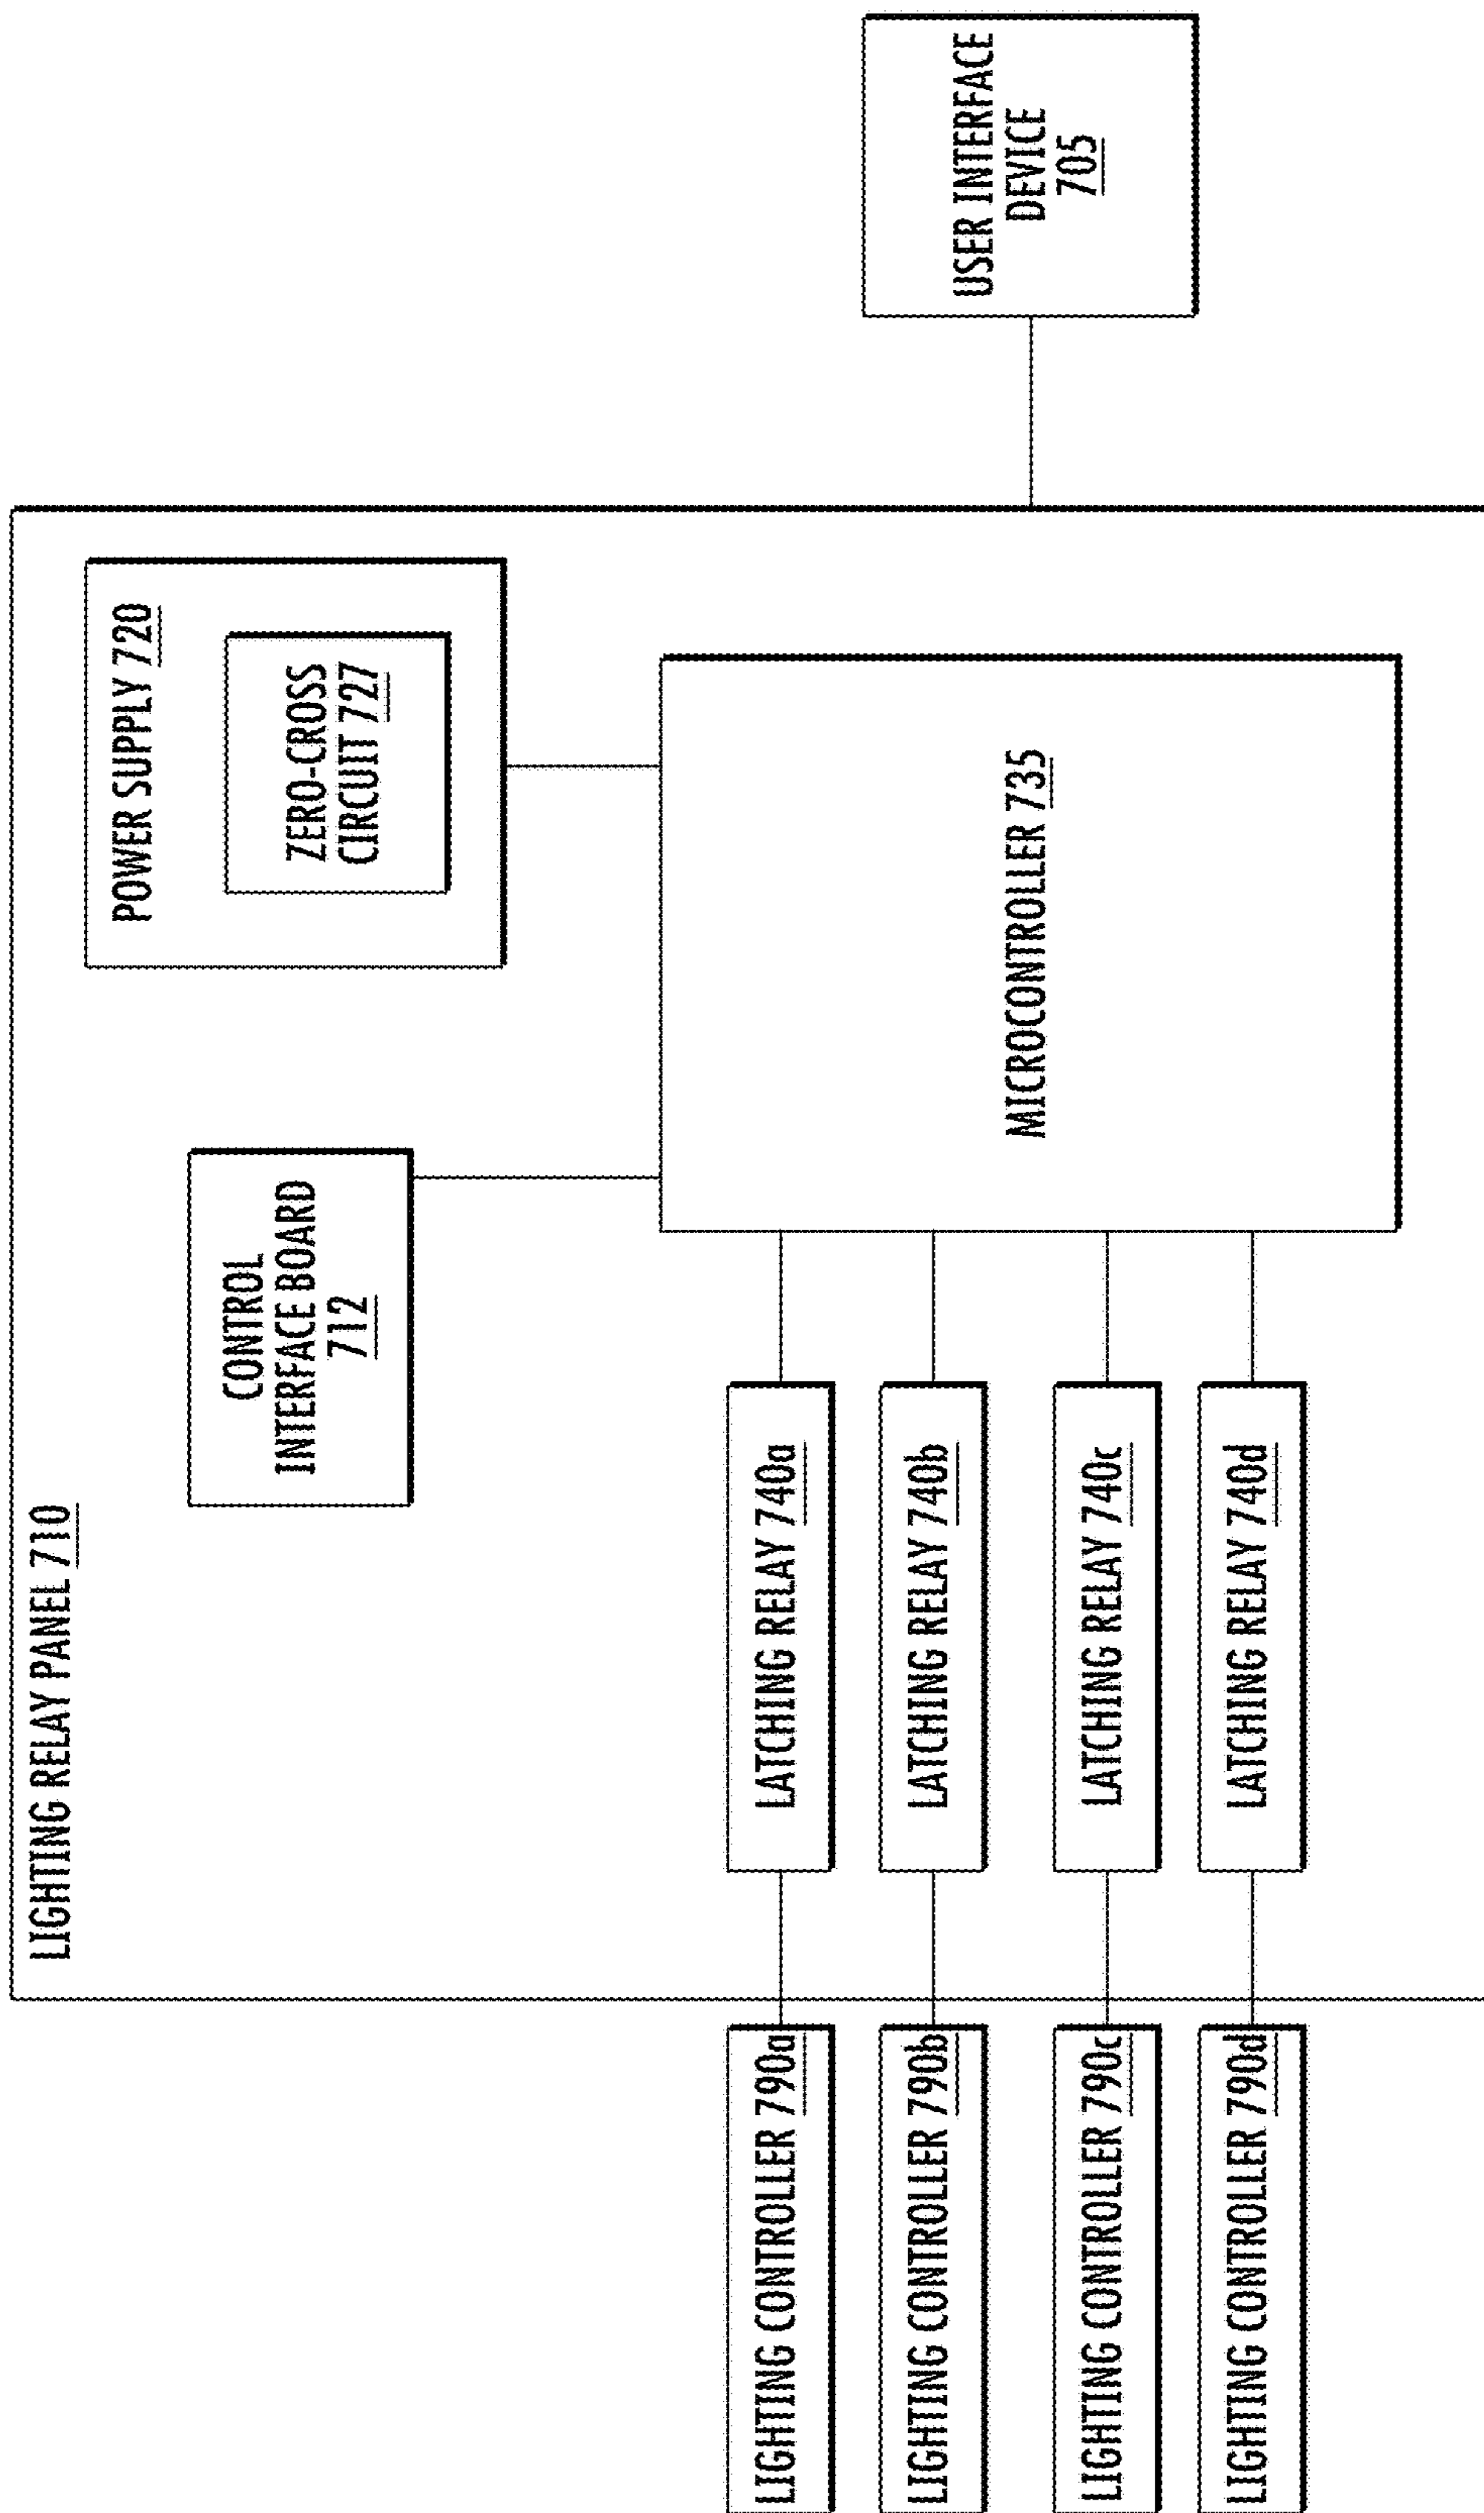 LIGHTING RELAY PANEL 710
POWER SUPPLY 720
ZERO-CROSS
CIRCUIT 727
CONTROL
INTERFACE BOARD
712
MICROCONTROLLER 735
USER INTERFACE
DEVICE
705
LATCHING RELAY 740a
LATCHING RELAY 740b
LATCHING RELAY 740c
LATCHING RELAY 740d
LIGHTING CONTROLLER 790a
LIGHTING CONTROLLER 790b
LIGHTING CONTROLLER 790c
LIGHTING CONTROLLER 790d